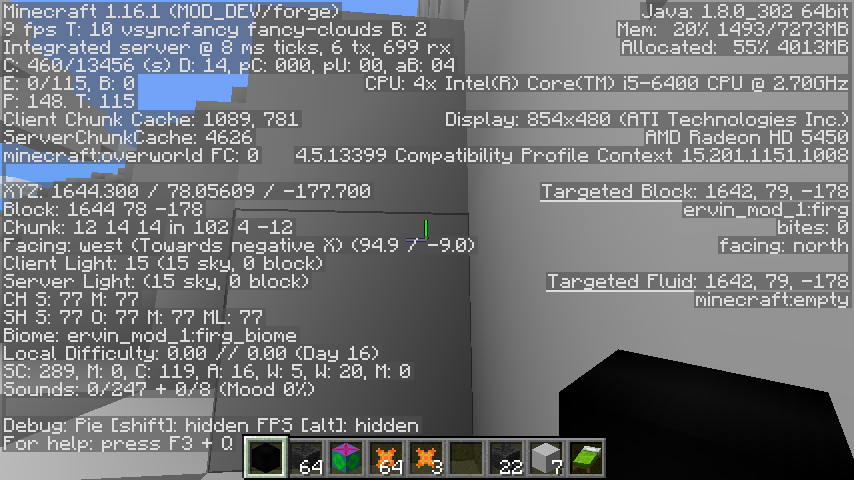 Minecraft 1.16.1 (MOD_DEV/forge)
9 fps T: 10 vsyncfancy fancy-clouds B: 2
Integrated server @ 8 ms ticks, 6 tx, 699 rx
C: 460/13456 (s) D: 14, pC: 000, pU: 00, aB: 04
E: 0/115, B: 0
P: 148. T: 115
Client Chunk Cache: 1089, 781
ServerChunkCache: 4626
minecraft:overworld FC: 0
XYZ: 1644.300 / 78.05609 / -177.700
Block: 1644 78 -178
Chunk: 12 14 14 in 102 4 -12
Facing: west (Towards negative X) (94.9 / -9.0)
Client Light: 15 (15 sky, 0 block)
Server Light: (15 sky, 0 block)
CH S: 77 M: 77
SH S: 77 O: 77 M: 77 ML: 77
Biome: ervin_mod_1:firg_biome
Local Difficulty: 0.00 // 0.00 (Day 16)
SC: 289, M: 0, C: 119, A: 16, W: 5, W: 20, M: 0
Sounds: 0/247 + 0/8 (Mood 0%)
Debug: Pie [shift]: hidden FPS [alt]: hidden
For help: press F3 + Q
Java: 1.8.0_302 64bit
Mem: 20% 1493/7273MB
Allocated: 55% 4013MB
CPU: 4x Intel(R) Core(TM) i5-6400 CPU @ 2.70GHz
Display: 854x480 (ATI Technologies Inc.)
AMD Radeon HD 5450
4.5.13399 Compatibility Profile Context 15.201.1151.1008
Targeted Block: 1642, 79, -178
ervin_mod_1:firg
bites: 0
facing: north
Targeted Fluid: 1642, 79, -178
minecraft:empty
64
64
3
22
7